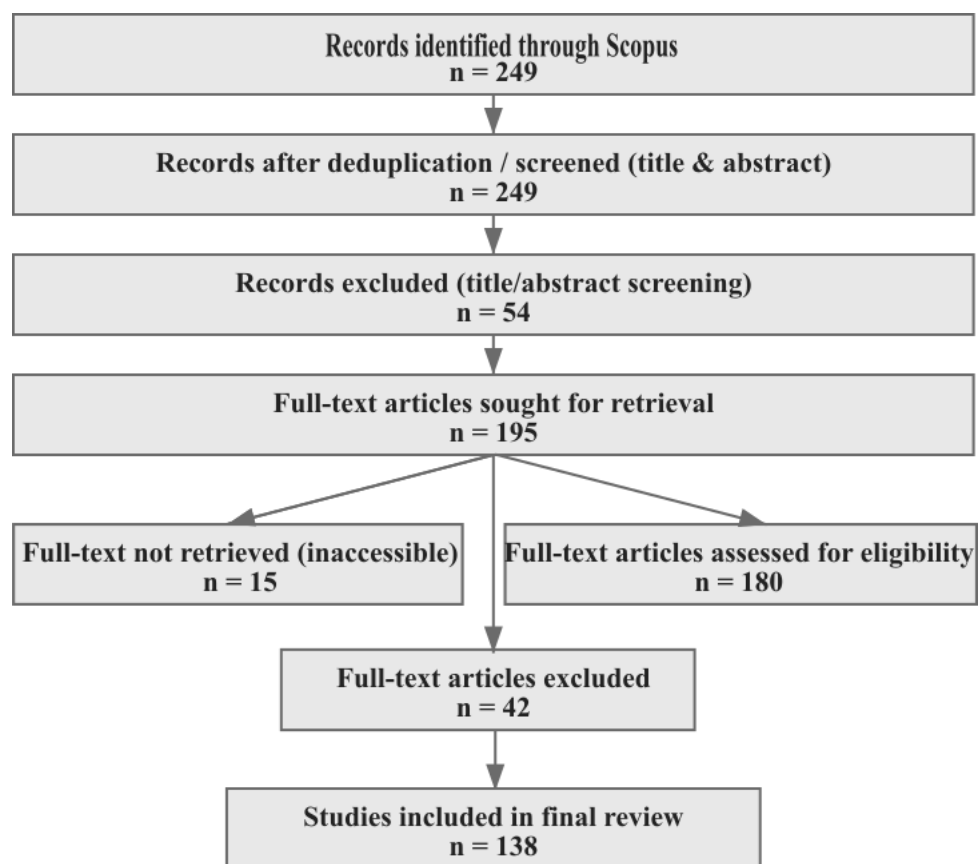 Records identified through Scopus
n = 249
Records after deduplication / screened (title & abstract)
n = 249
Records excluded (title/abstract screening)
n = 54
Full-text articles sought for retrieval
n = 195
Full-text not retrieved (inaccessible)
n = 15
Full-text articles assessed for eligibility
n = 180
Full-text articles excluded
n = 42
Studies included in final review
n = 138